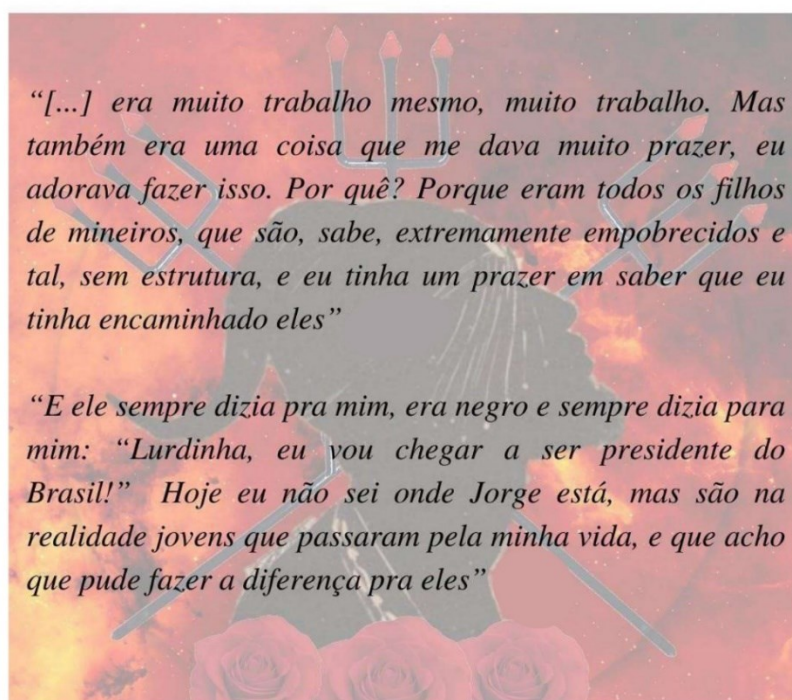 “[...] era muito trabalho mesmo, muito trabalho. Mas
também era uma coisa que me dava muito prazer, eu
adorava fazer isso. Por quê? Porque eram todos os filhos
de mineiros, que são, sabe, extremamente empobrecidos e
tal, sem estrutura, e eu tinha um prazer em saber que eu
tinha encaminhado eles”
“E ele sempre dizia pra mim, era negro e sempre dizia para
mim: “Lurdinha, eu vou chegar a ser presidente do
Brasil!” Hoje eu não sei onde Jorge está, mas são na
realidade jovens que passaram pela minha vida, e que acho
que pude fazer a diferença pra eles”